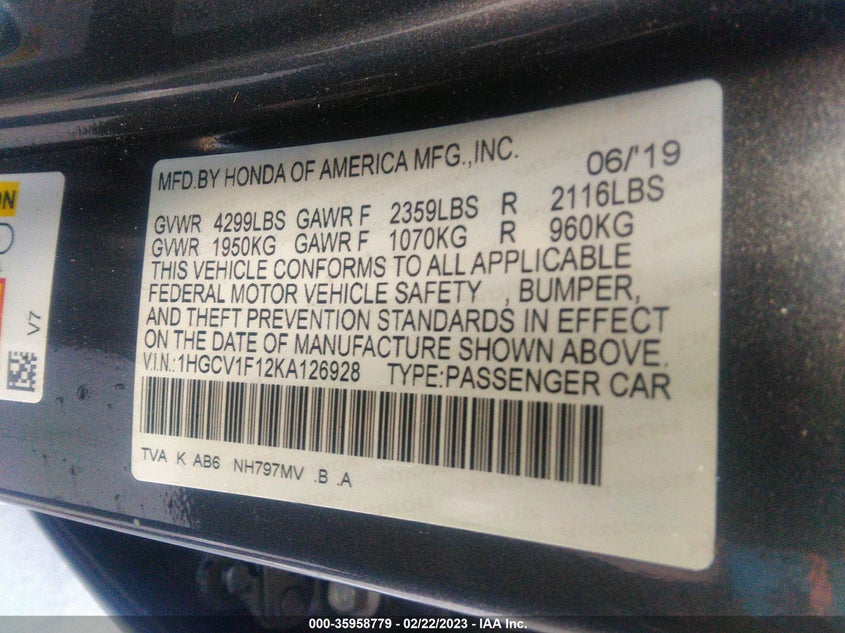 MFD.BY HONDA OF AMERICA MFG.,INC. 06/'19
GVWR 4299LBS GAWR F 2359LBS R 2116LBS
GVWR 1950KG GAWR F 1070KG R 960KG
THIS VEHICLE CONFORMS TO ALL APPLICABLE
FEDERAL MOTOR VEHICLE SAFETY , BUMPER,
AND THEFT PREVENTION STANDARDS IN EFFECT
ON THE DATE OF MANUFACTURE SHOWN ABOVE.
V.I.N.:1HGCV1F12KA126928 TYPE:PASSENGER CAR
TVA K AB6 NH797MV .B .A
V7
000-35958779 - 02/22/2023 - IAA Inc.